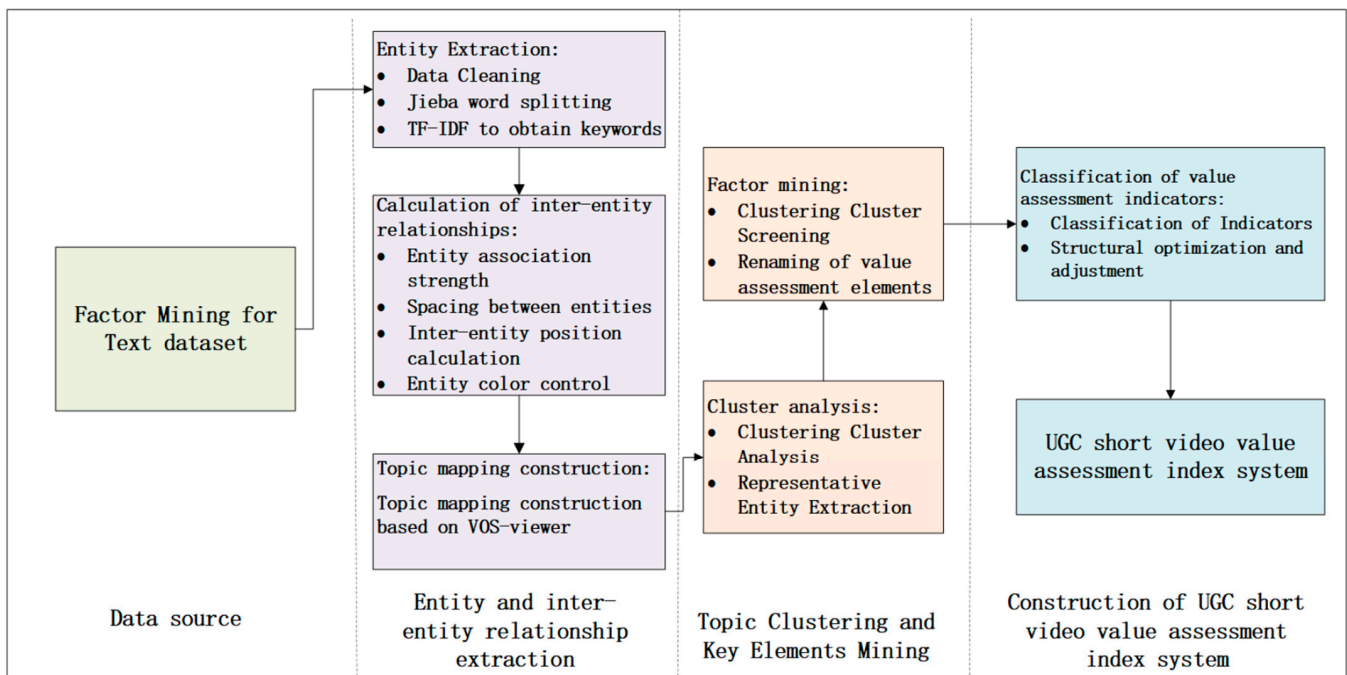 Factor Mining for
Text dataset
Data source
Entity Extraction:
● Data Cleaning
● Jieba word splitting
● TF-IDF to obtain keywords
Calculation of inter-entity
relationships:
● Entity association
strength
● Spacing between entities
● Inter-entity position
calculation
● Entity color control
Topic mapping construction:
Topic mapping construction
based on VOS-viewer
Entity and inter-
entity relationship
extraction
Factor mining:
● Clustering Cluster
Screening
● Renaming of value
assessment elements
Cluster analysis:
● Clustering Cluster
Analysis
● Representative
Entity Extraction
Topic Clustering and
Key Elements Mining
Classification of value
assessment indicators:
● Classification of Indicators
● Structural optimization and
adjustment
UGC short video value
assessment index system
Construction of UGC short
video value assessment
index system